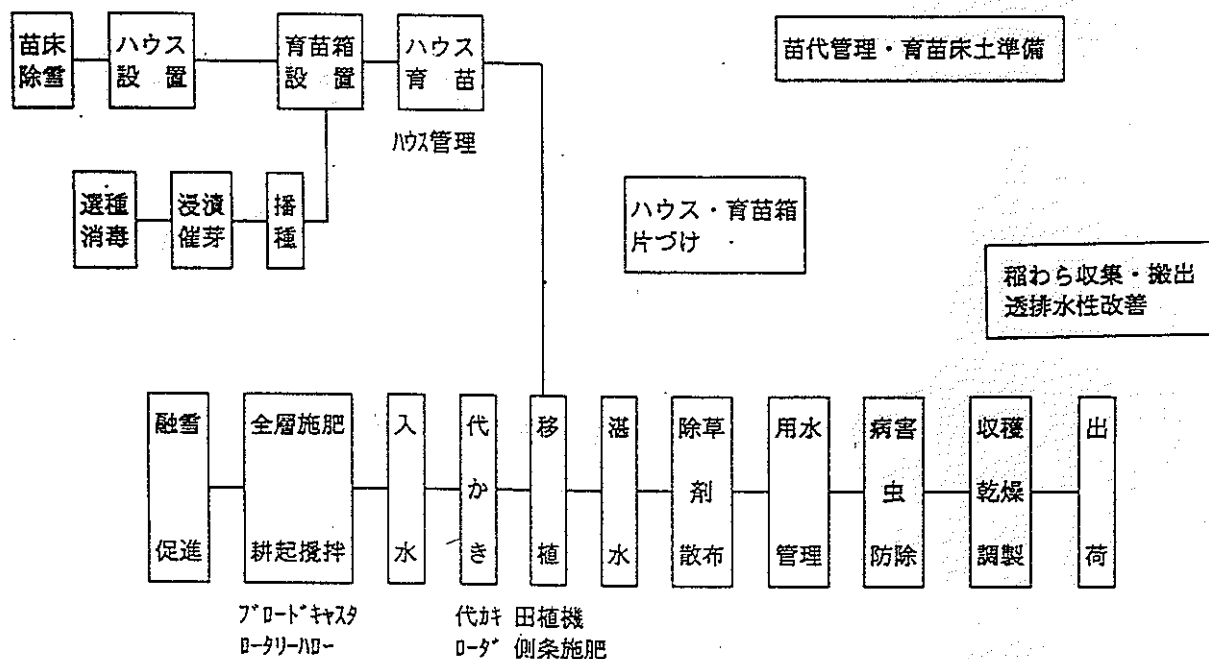 苗床
除雪
ハウス
設置
育苗箱
設置
ハウス
育苗
ハウス管理
苗代管理・育苗床土準備
選種
消毒
浸漬
催芽
播
種
ハウス・育苗箱
片づけ
稲わら収集・搬出
透排水性改善
融雪
促進
全層施肥
耕起撹拌
入
水
代
か
き
移
植
湛
水
除草
剤
散布
用水
管理
病害
虫
防除
収穫
乾燥
調製
出
荷
ブロードキャスタ
ロータリーハロー
代カキ
ローダ
田植機
側条施肥